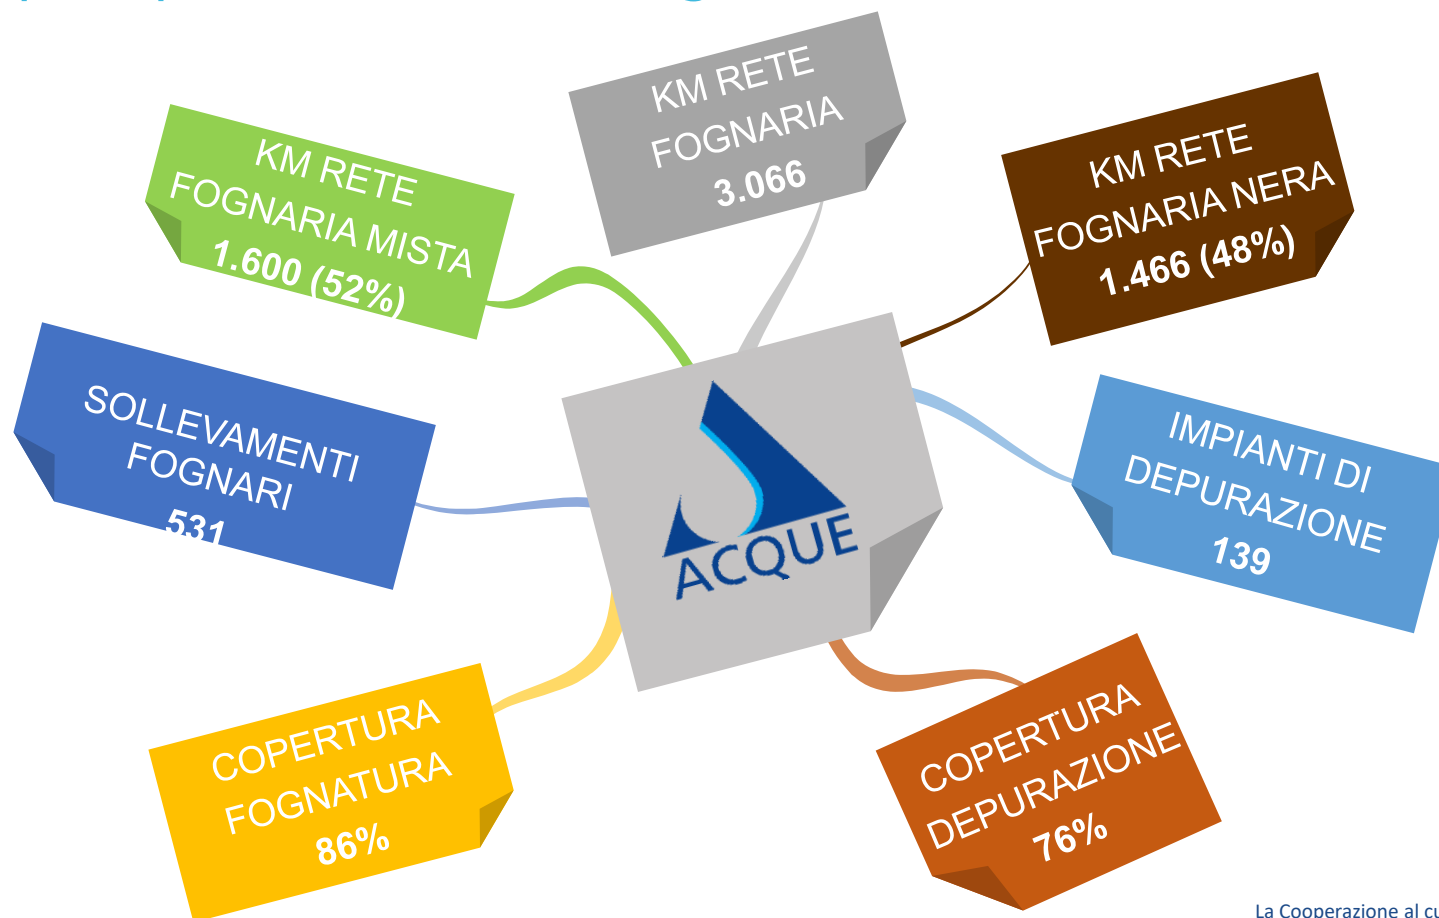 KM RETE
FOGNARIA
3.066
KM RETE
FOGNARIA MISTA
1.600 (52%)
KM RETE
FOGNARIA NERA
1.466 (48%)
SOLLEVAMENTI
FOGNARI
531
ACQUE
IMPIANTI DI
DEPURAZIONE
139
COPERTURA
FOGNATURA
86%
COPERTURA
DEPURAZIONE
76%
La Cooperazione al